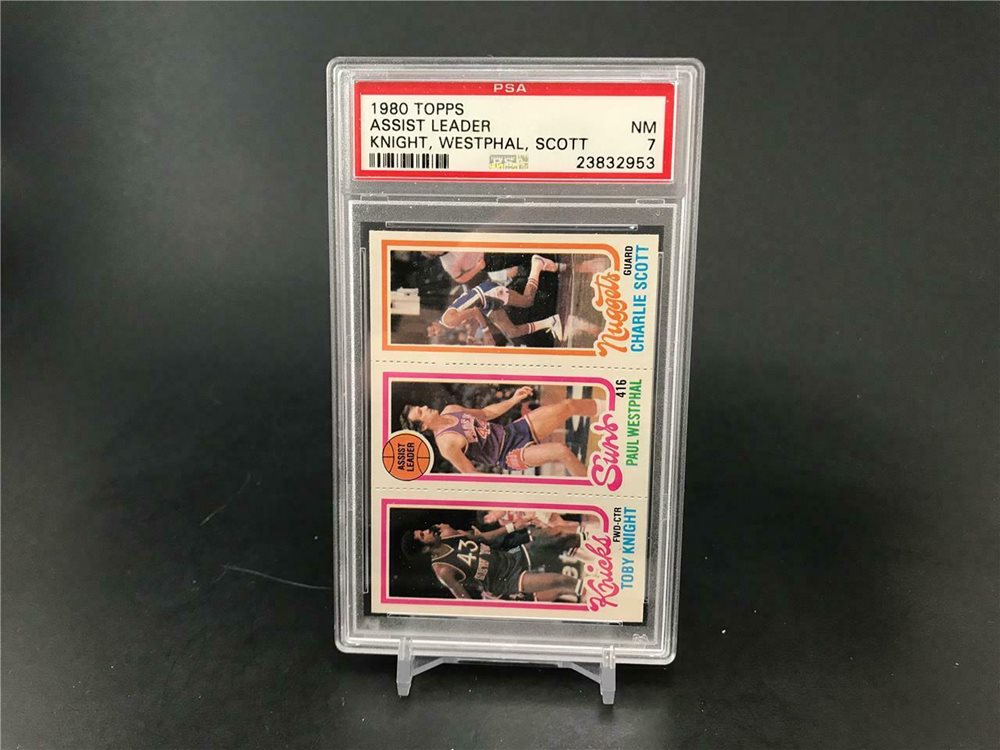 PSA
1980 TOPPS
ASSIST LEADER NM
KNIGHT, WESTPHAL, SCOTT 7
23832953
Nuggets GUARD
CHARLIE SCOTT
ASSIST
LEADER
Suns 416
PAUL WESTPHAL
43
NEW
Knicks FWD-CTR
TOBY KNIGHT